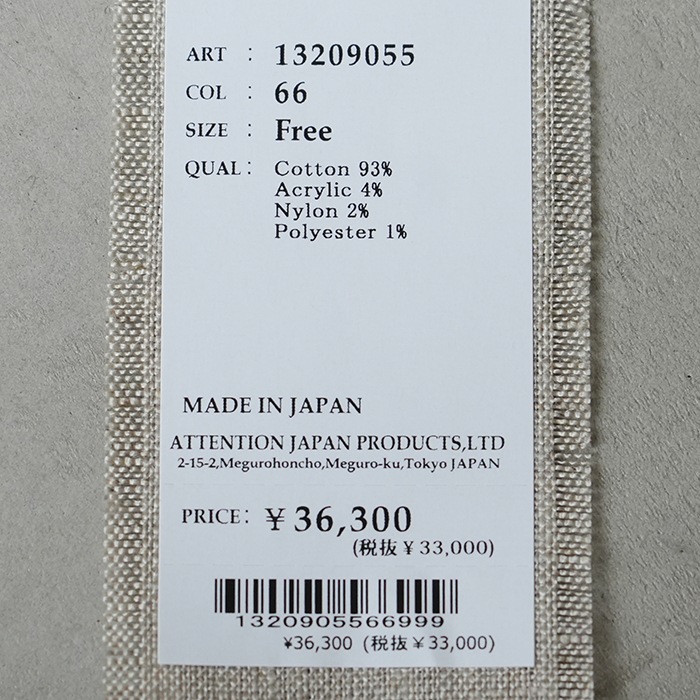 ART : 13209055
COL : 66
SIZE : Free
QUAL : Cotton 93%
Acrylic 4%
Nylon 2%
Polyester 1%
MADE IN JAPAN
ATTENTION JAPAN PRODUCTS,LTD
2-15-2,Megurohoncho,Meguro-ku,Tokyo JAPAN
PRICE: ¥36,300
(税抜¥33,000)
1320905566999
¥36,300 (税抜¥33,000)